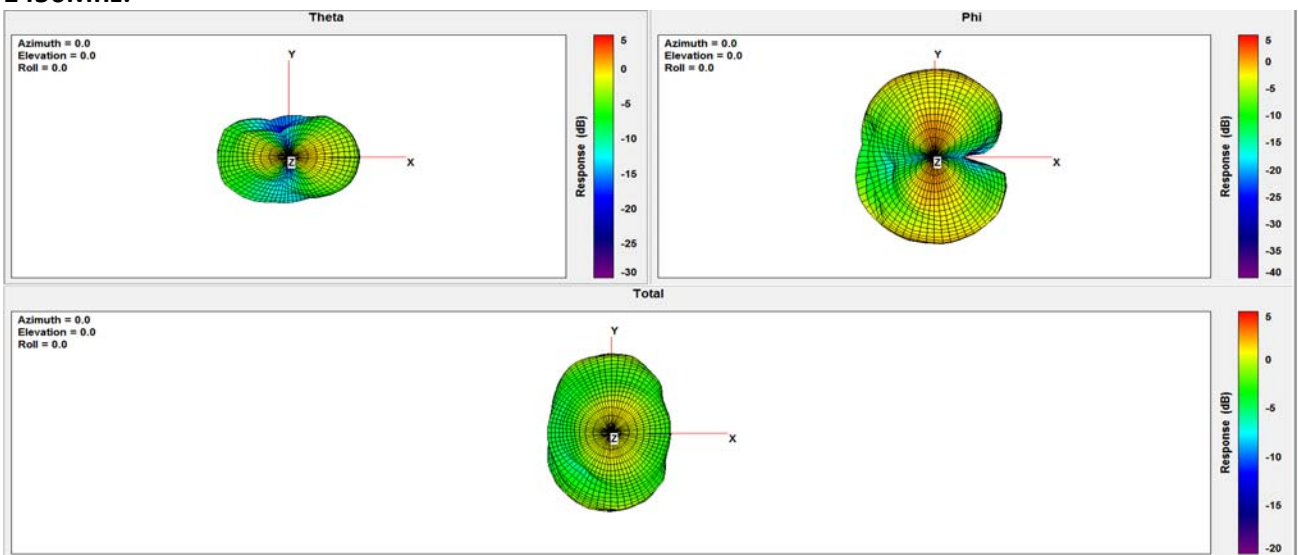 Theta
Azimuth = 0.0
Elevation = 0.0
Roll = 0.0
Y
X
Z
5
0
-5
-10
-15
-20
-25
-30
Response (dB)
Phi
Azimuth = 0.0
Elevation = 0.0
Roll = 0.0
Y
X
Z
5
0
-5
-10
-15
-20
-25
-30
-35
-40
Response (dB)
Total
Azimuth = 0.0
Elevation = 0.0
Roll = 0.0
Y
X
Z
5
0
-5
-10
-15
-20
Response (dB)